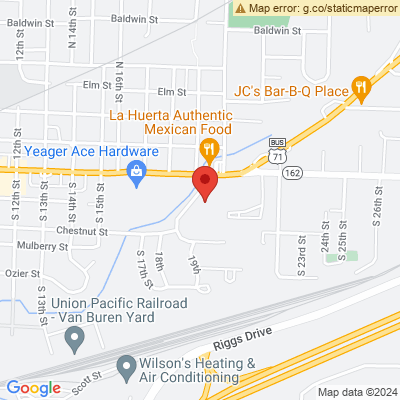 Map error: g.co/staticmaperror
Baldwin St
Baldwin St
12th St
N 14th St
N 16th St
Elm St
Elm St
JC's Bar-B-Q Place
La Huerta Authentic
Mexican Food
Yeager Ace Hardware
BUS
71
162
S 12th St
S 13th St
S 14th St
S 15th St
S 26th St
Chestnut St
Mulberry St
24th St
S 25th St
S 23rd St
Ozier St
S 17th St
18th
19th
S 13th St
Union Pacific Railroad
- Van Buren Yard
Riggs Drive
Wilson's Heating &
Air Conditioning
Scott St
Google
Map data ©2024